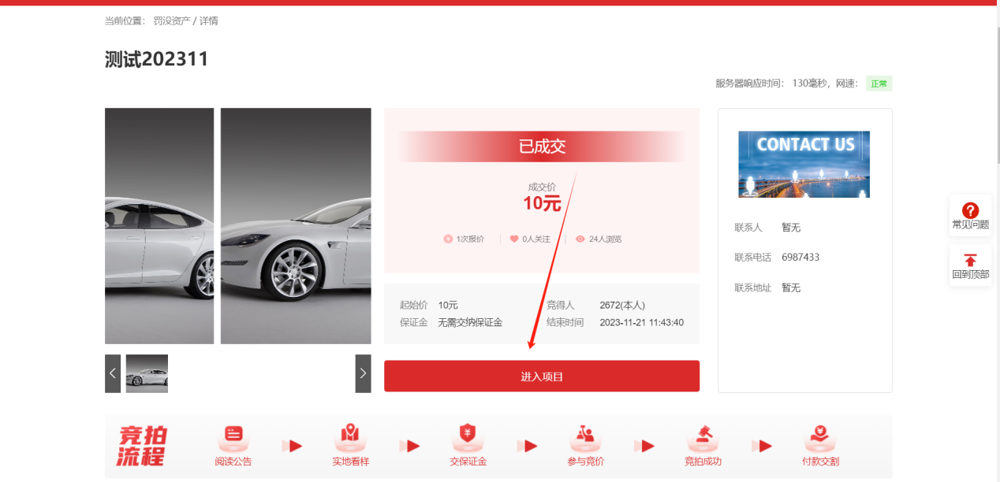 当前位置： 罚没资产 / 详情
测试202311
服务器响应时间： 130毫秒，网速： 正常
已成交
成交价
10元
1次报价 0人关注 24人浏览
起始价 10元 竞得人 2672(本人)
保证金 无需交纳保证金 结束时间 2023-11-21 11:43:40
进入项目
CONTACT US
联系人 暂无
联系电话 6987433
联系地址 暂无
常见问题
回到顶部
竞拍
流程
阅读公告 实地看样 交保证金 参与竞价 竞拍成功 付款交割